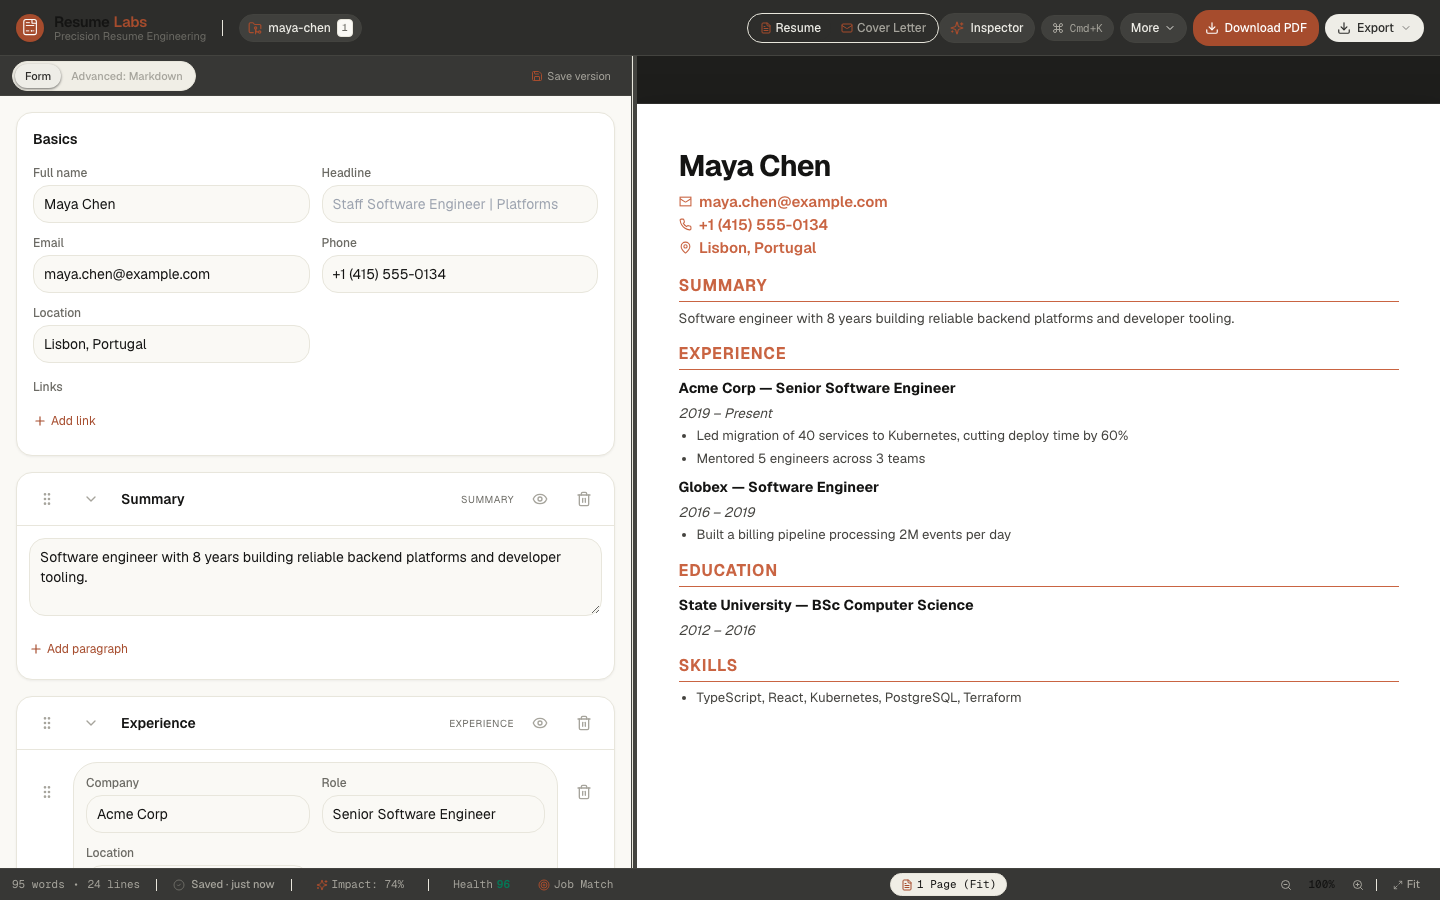 Resume Labs
Precision Resume Engineering
maya-chen 1
Resume
Cover Letter
Inspector
⌘ Cmd+K
More
Download PDF
Export
Form
Advanced: Markdown
Save version
Basics
Full name
Headline
Maya Chen
Staff Software Engineer | Platforms
Email
Phone
maya.chen@example.com
+1 (415) 555-0134
Location
Lisbon, Portugal
Links
+ Add link
Summary
SUMMARY
Software engineer with 8 years building reliable backend platforms and developer
tooling.
+ Add paragraph
Experience
EXPERIENCE
Company
Role
Acme Corp
Senior Software Engineer
Location
Maya Chen
maya.chen@example.com
+1 (415) 555-0134
Lisbon, Portugal
SUMMARY
Software engineer with 8 years building reliable backend platforms and developer tooling.
EXPERIENCE
Acme Corp — Senior Software Engineer
2019 – Present
• Led migration of 40 services to Kubernetes, cutting deploy time by 60%
• Mentored 5 engineers across 3 teams
Globex — Software Engineer
2016 – 2019
• Built a billing pipeline processing 2M events per day
EDUCATION
State University — BSc Computer Science
2012 – 2016
SKILLS
• TypeScript, React, Kubernetes, PostgreSQL, Terraform
95 words • 24 lines
Saved · just now
Impact: 74%
Health 96
Job Match
1 Page (Fit)
100%
Fit